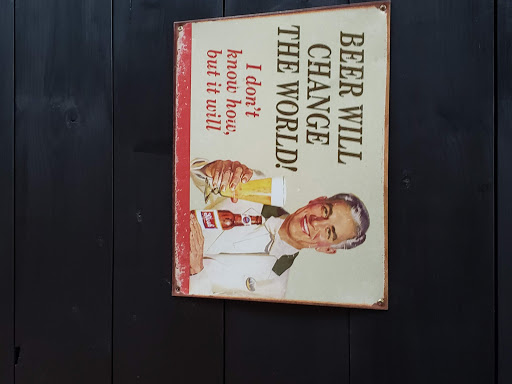 BEER WILL
CHANGE
THE WORLD!
I don't
know how,
but it will